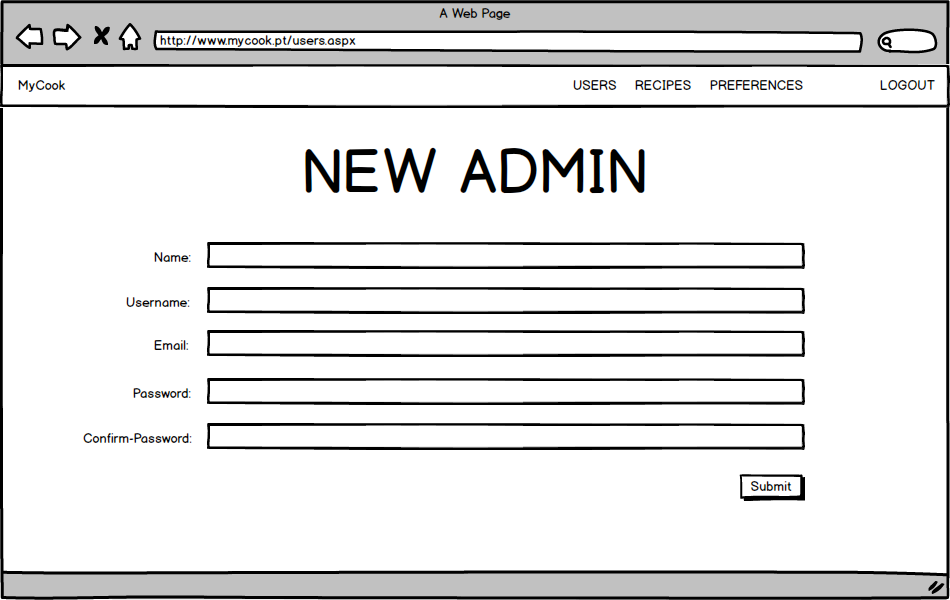 A Web Page
http://www.mycook.pt/users.aspx
MyCook USERS RECIPES PREFERENCES LOGOUT
NEW ADMIN
Name:
Username:
Email:
Password:
Confirm-Password:
Submit